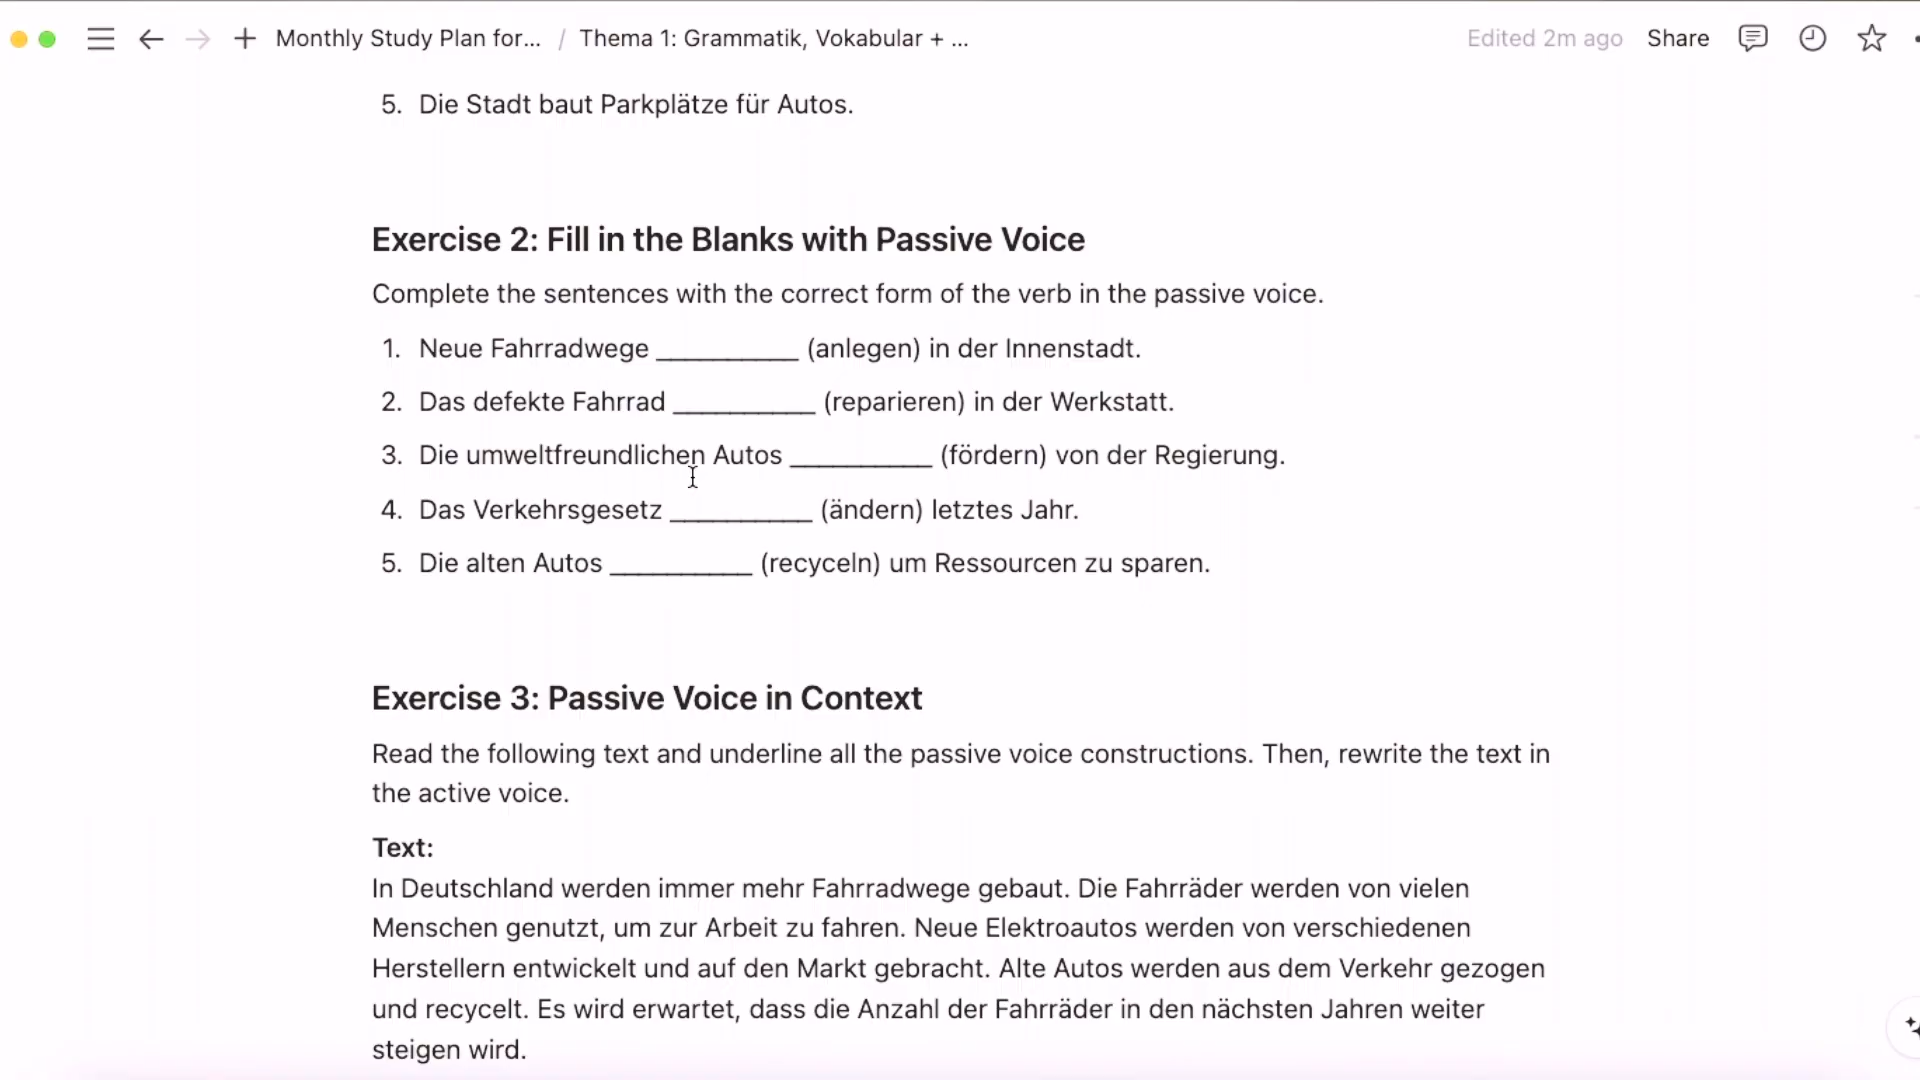 Monthly Study Plan for... / Thema 1: Grammatik, Vokabular + ... Edited 2m ago Share
5. Die Stadt baut Parkplätze für Autos.
Exercise 2: Fill in the Blanks with Passive Voice
Complete the sentences with the correct form of the verb in the passive voice.
1. Neue Fahrradwege __________ (anlegen) in der Innenstadt.
2. Das defekte Fahrrad __________ (reparieren) in der Werkstatt.
3. Die umweltfreundlichen Autos __________ (fördern) von der Regierung.
4. Das Verkehrsgesetz __________ (ändern) letztes Jahr.
5. Die alten Autos __________ (recyceln) um Ressourcen zu sparen.
Exercise 3: Passive Voice in Context
Read the following text and underline all the passive voice constructions. Then, rewrite the text in
the active voice.
Text:
In Deutschland werden immer mehr Fahrradwege gebaut. Die Fahrräder werden von vielen
Menschen genutzt, um zur Arbeit zu fahren. Neue Elektroautos werden von verschiedenen
Herstellern entwickelt und auf den Markt gebracht. Alte Autos werden aus dem Verkehr gezogen
und recycelt. Es wird erwartet, dass die Anzahl der Fahrräder in den nächsten Jahren weiter
steigen wird.